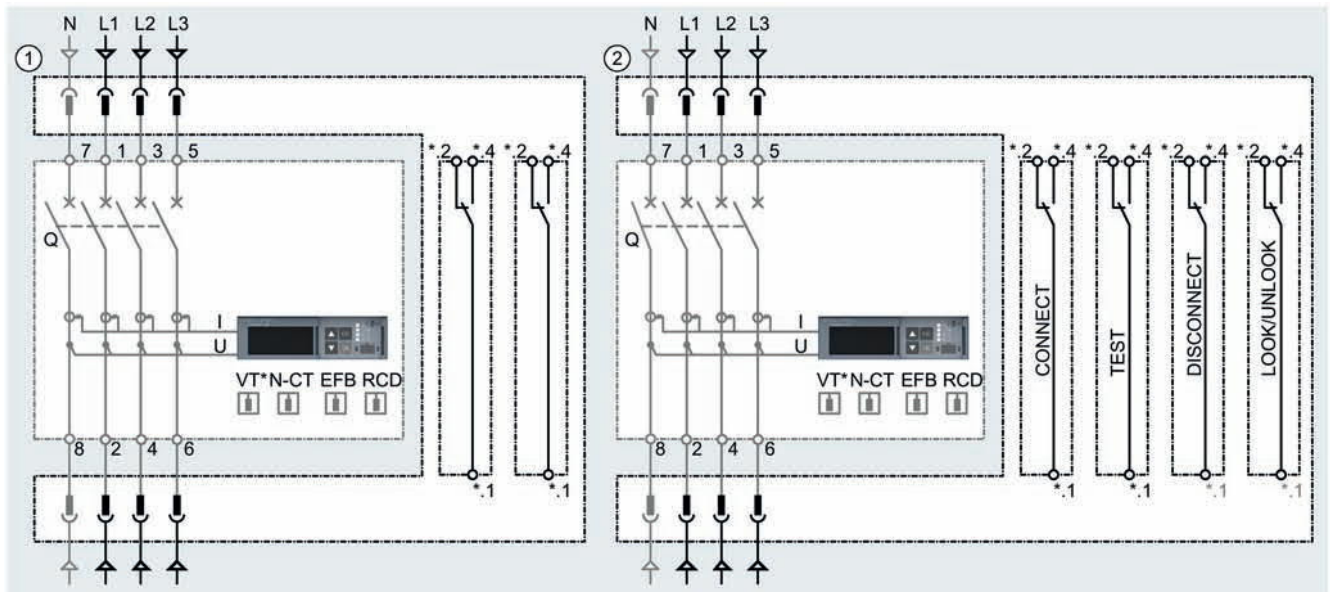 N L1 L2 L3
①
7 1 3 5
*.2 *.4 *.2 *.4
Q
I
U
VT* N-CT EFB RCD
8 2 4 6
*.1 *.1
N L1 L2 L3
②
7 1 3 5
*.2 *.4 *.2 *.4 *.2 *.4 *.2 *.4
Q
I
U
VT* N-CT EFB RCD
CONNECT
TEST
DISCONNECT
LOOK/UNLOOK
8 2 4 6
*.1 *.1 *.1 *.1